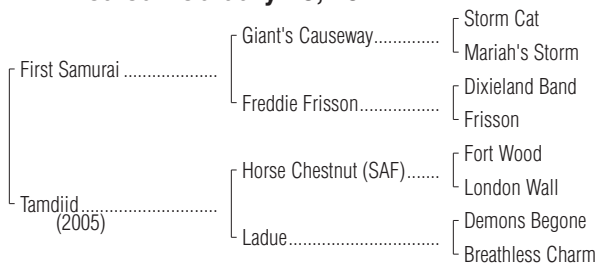 Giant's Causeway.............. Storm Cat
Mariah's Storm
First Samurai ....................
Freddie Frisson................. Dixieland Band
Frisson
Horse Chestnut (SAF)....... Fort Wood
London Wall
Tamdiid.............................
(2005)
Ladue................................ Demons Begone
Breathless Charm